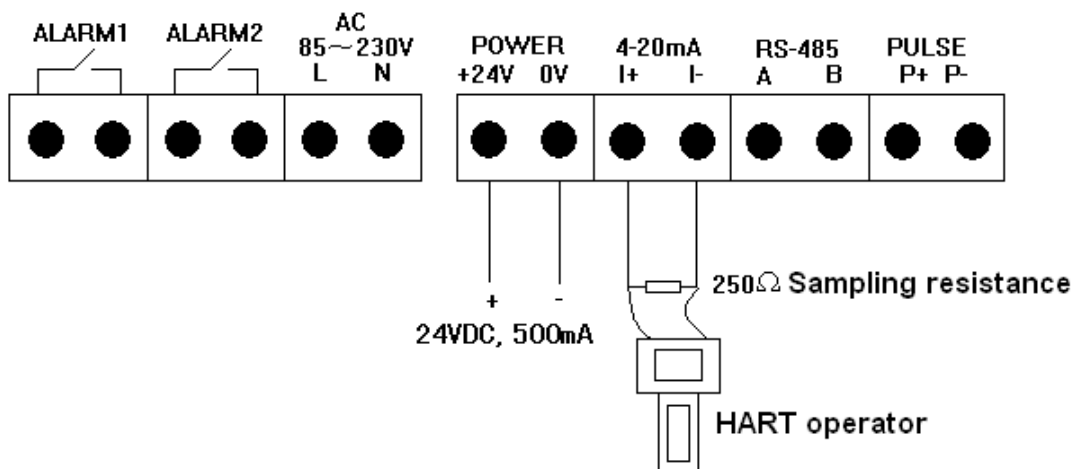 ALARM1 ALARM2 AC
85～230V
L N
POWER 4-20mA RS-485 PULSE
+24V 0V I+ I- A B P+ P-
250Ω Sampling resistance
+ -
24VDC, 500mA
HART operator